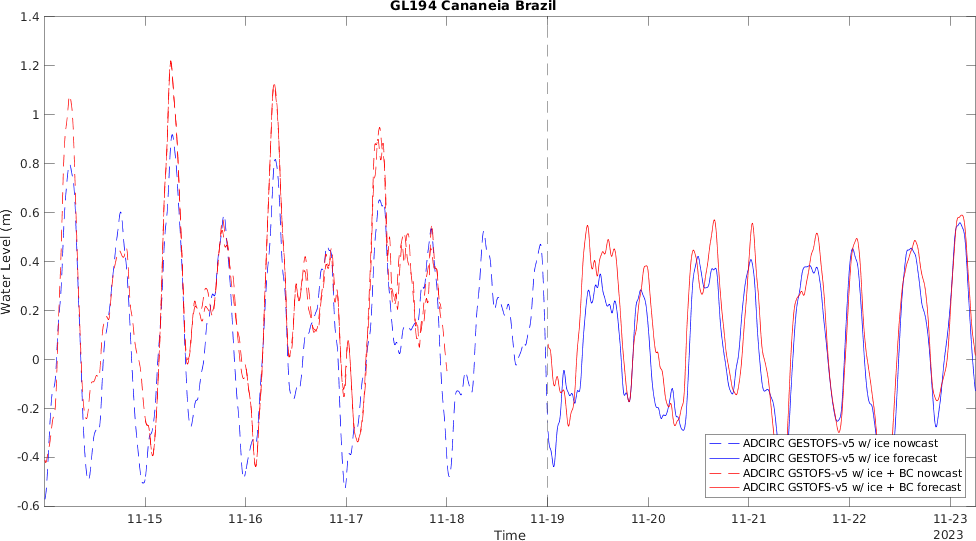 GL194 Cananeia Brazil
1.4
1.2
1
0.8
0.6
0.4
0.2
0
-0.2
-0.4
-0.6
Water Level (m)
11-15 11-16 11-17 11-18 11-19 11-20 11-21 11-22 11-23
Time
2023
ADCIRC GESTOFS-v5 w/ ice nowcast
ADCIRC GESTOFS-v5 w/ ice forecast
ADCIRC GSTOFS-v5 w/ ice + BC nowcast
ADCIRC GSTOFS-v5 w/ ice + BC forecast